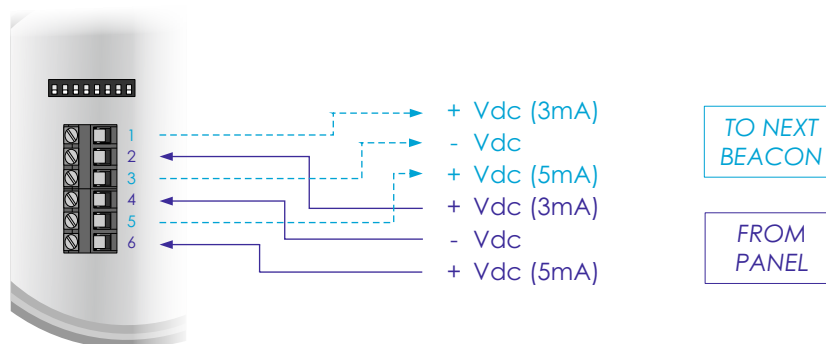 1
2
3
4
5
6
+ Vdc (3mA)
- Vdc
+ Vdc (5mA)
+ Vdc (3mA)
- Vdc
+ Vdc (5mA)
TO NEXT
BEACON
FROM
PANEL